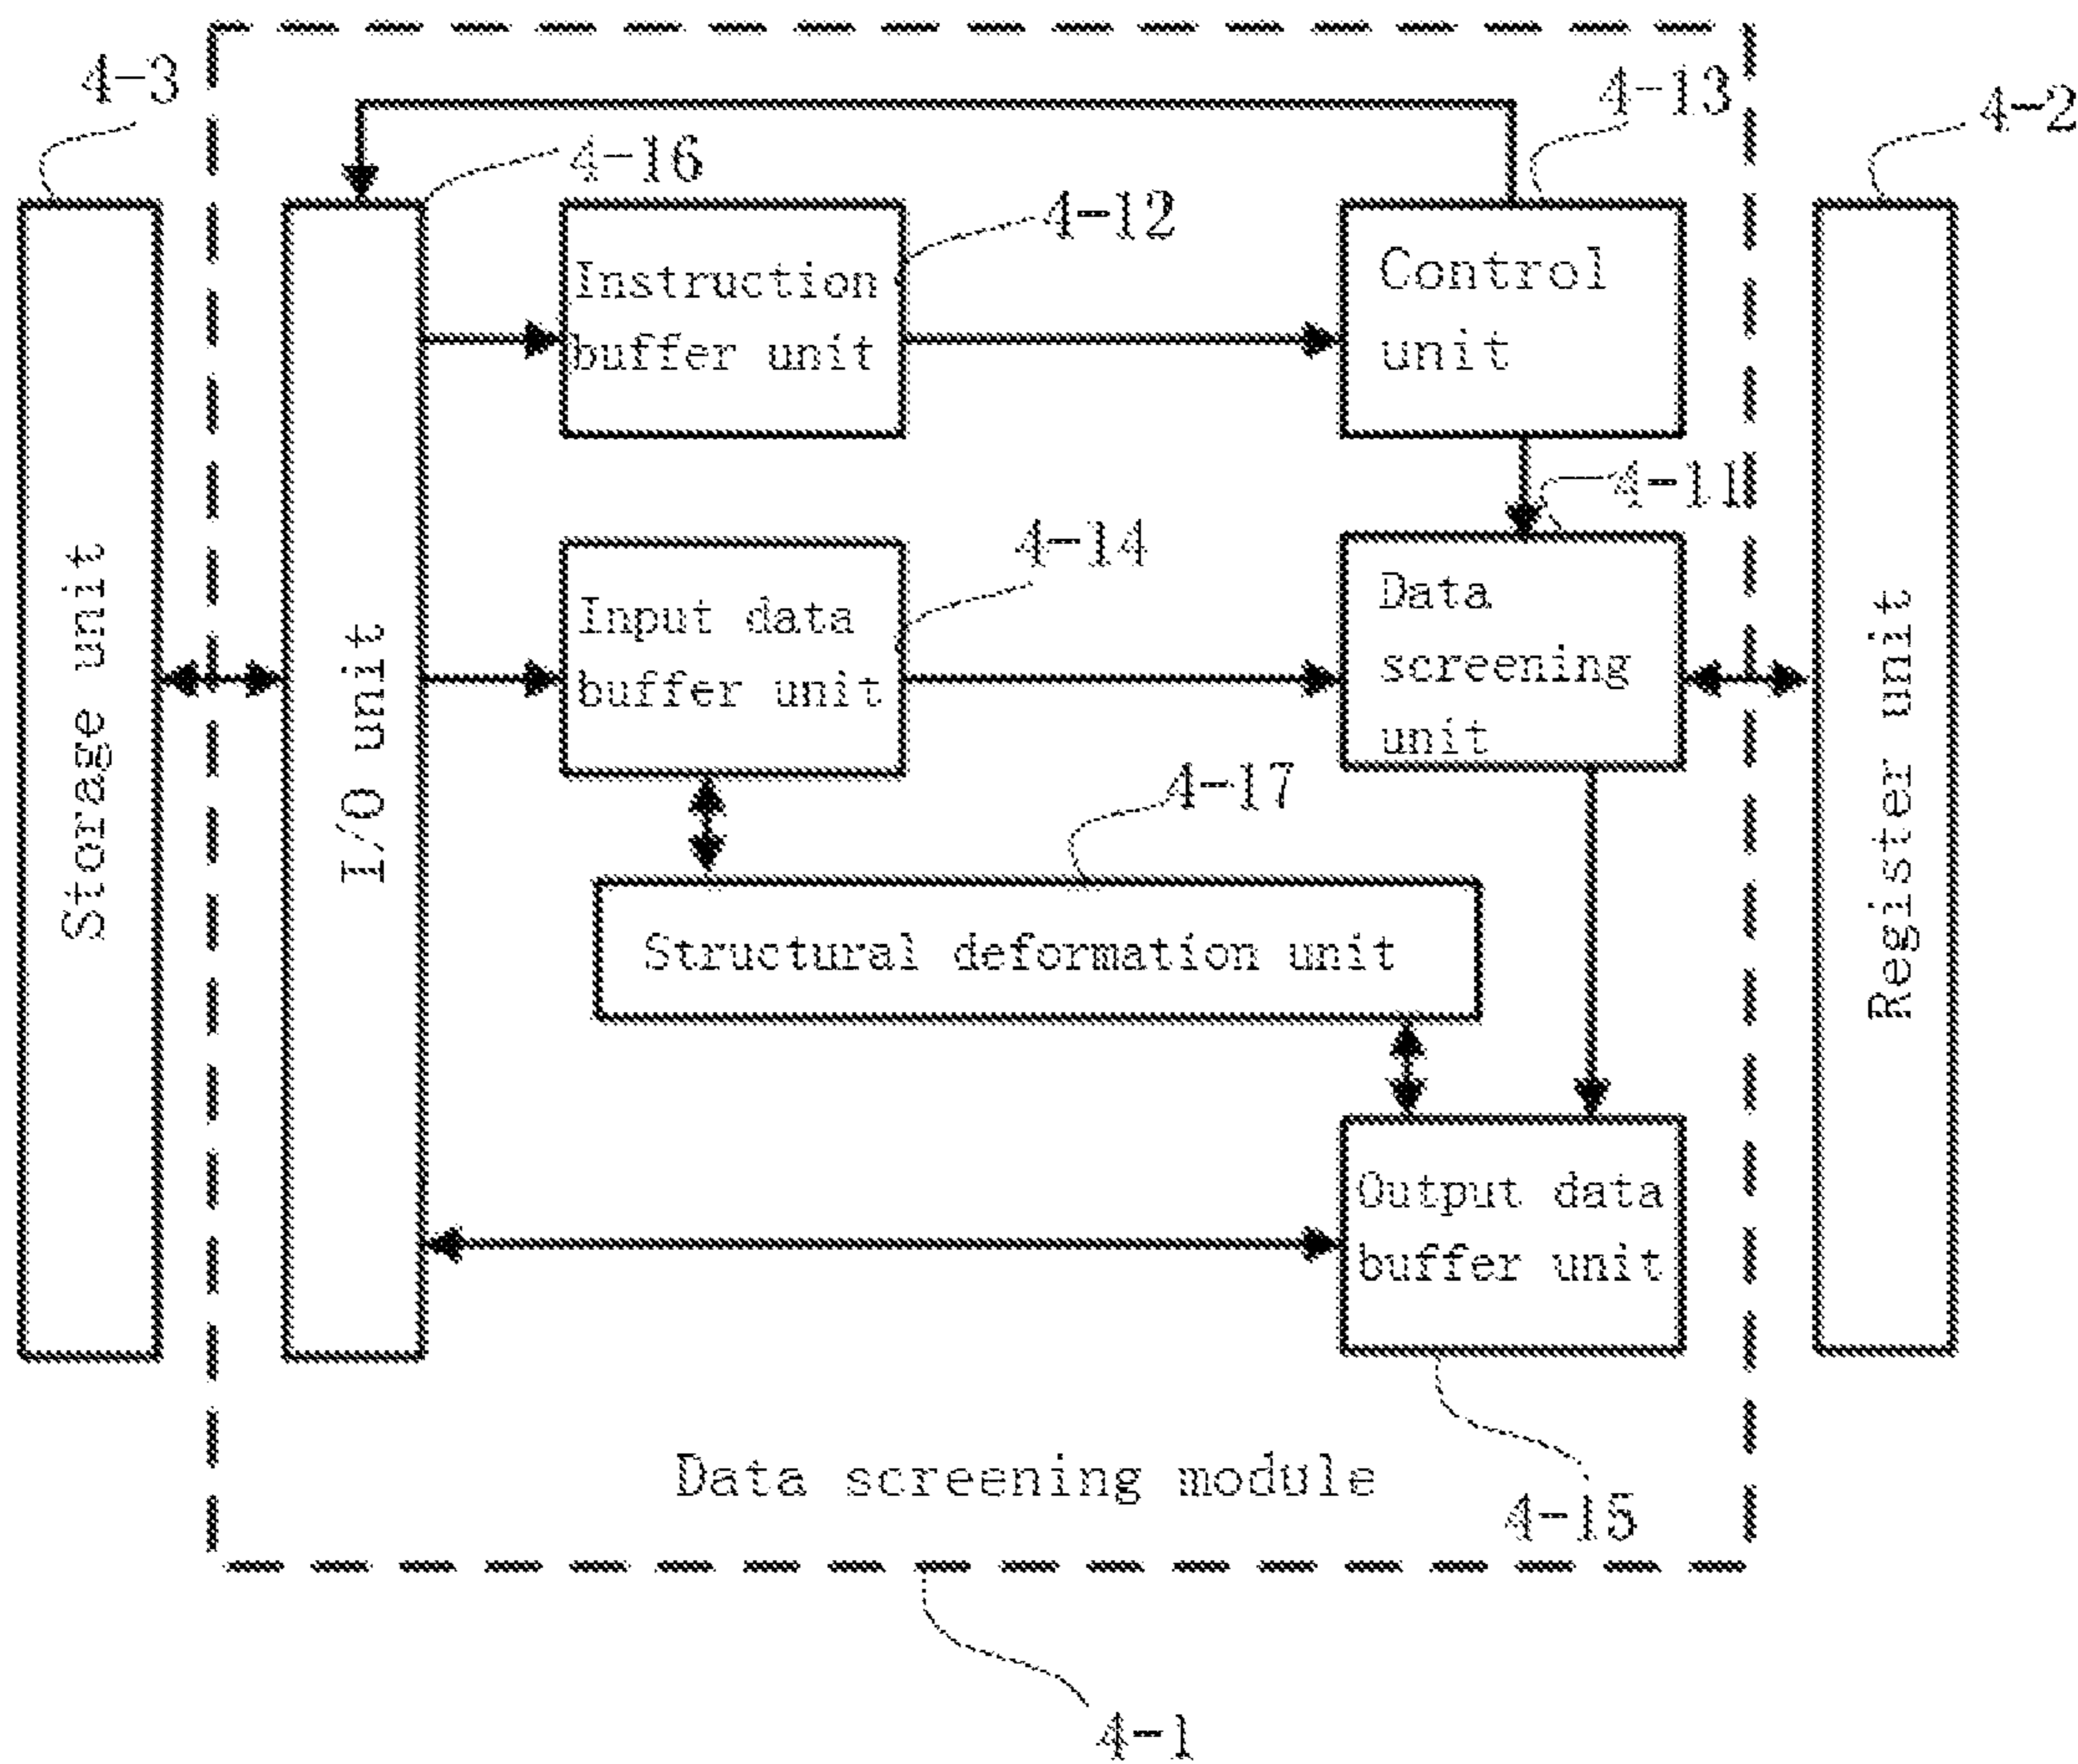 4-3
4-13
4-2
4-16
4-12
Instruction
buffer unit
Control
unit
4-11
4-14
Input data
buffer unit
Data
screening
unit
Storage unit
I/O unit
Register unit
4-17
Structural deformation unit
Output data
buffer unit
Data screening module
4-15
4-1